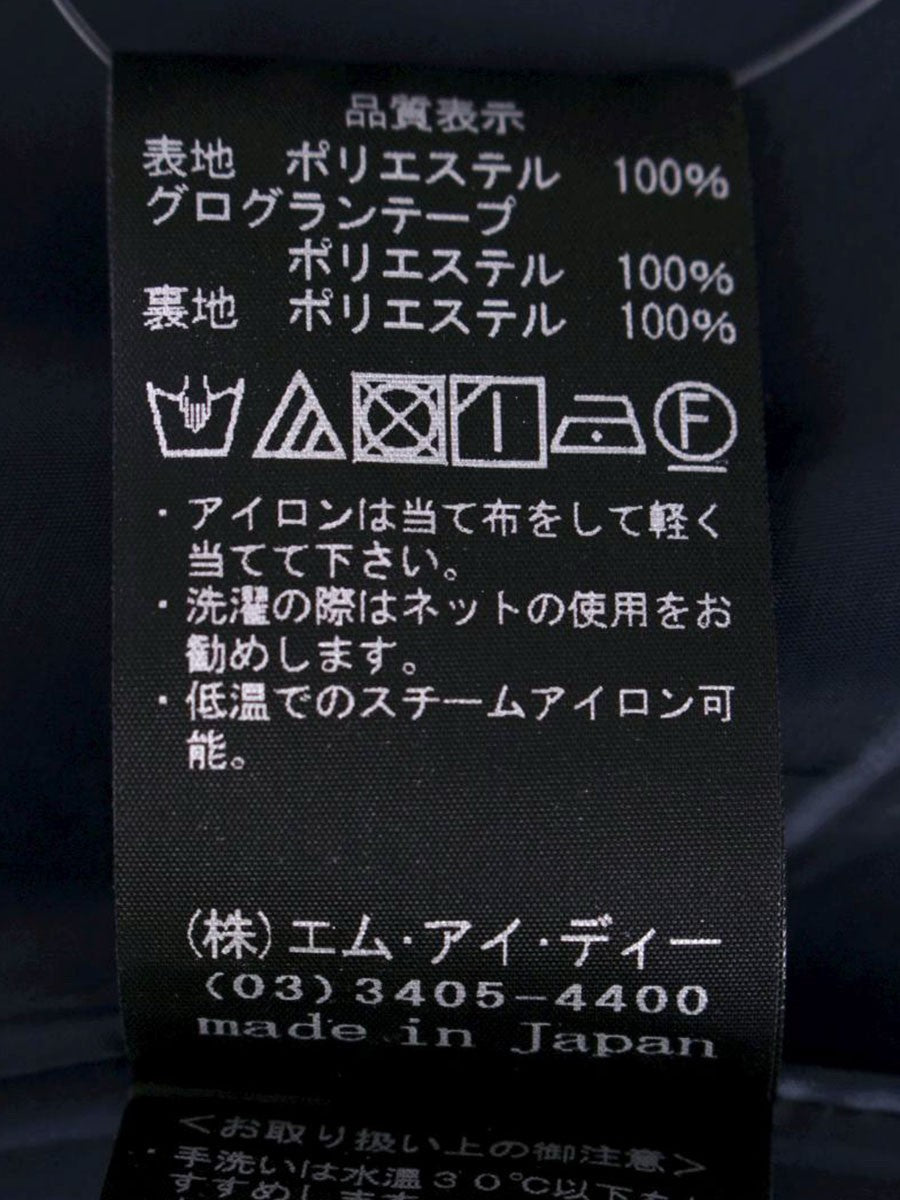 品質表示
表地 ポリエステル 100%
グログランテープ
ポリエステル 100%
裏地 ポリエステル 100%
F
・アイロンは当て布をして軽く
当てて下さい。
・洗濯の際はネットの使用をお
勧めします。
・低温でのスチームアイロン可
能。
(株)エム・アイ・ディー
(03)3405-4400
made in Japan
<お取り扱い上の御注意>
・手洗いは水温30℃以下
すすめします